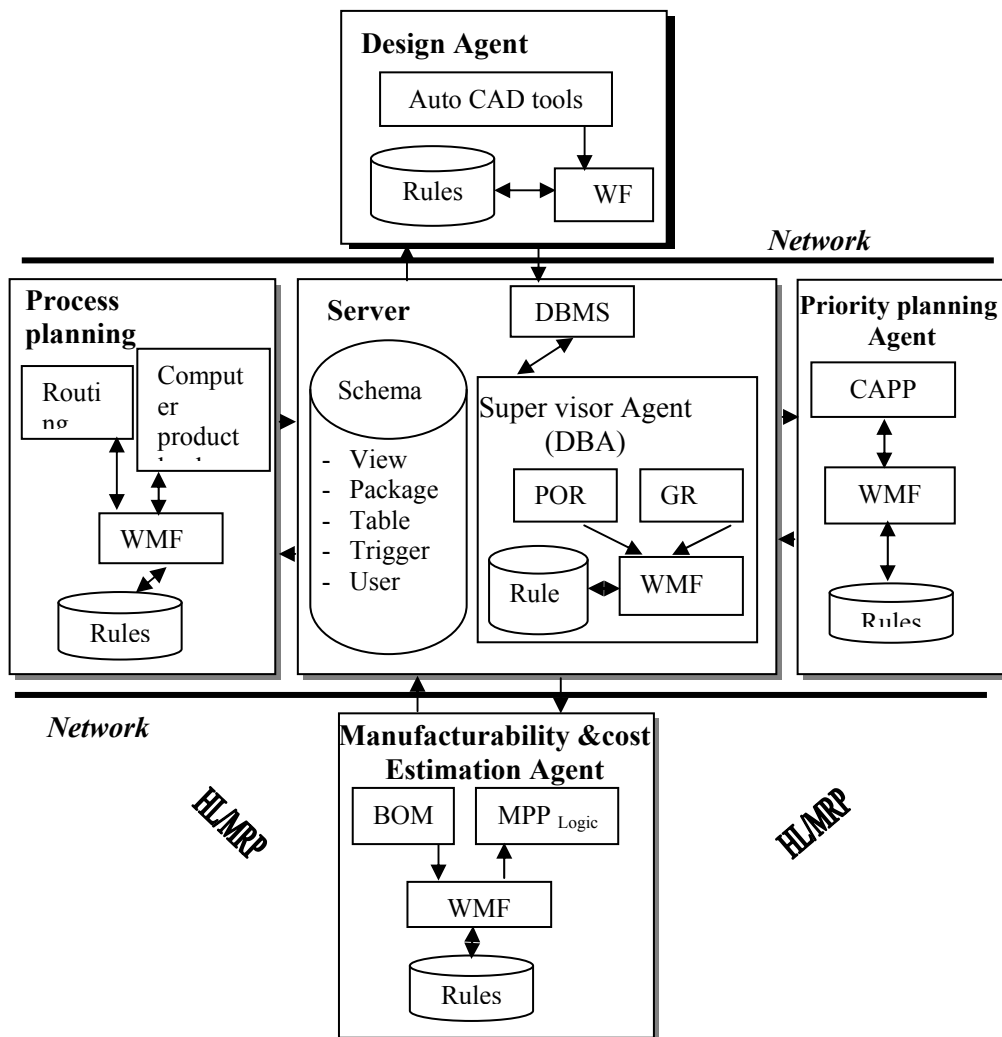 Design Agent
Auto CAD tools
Rules
WF
Network
Process
planning
Routi
ng
Comput
er
product
WMF
Rules
Server
Schema
- View
- Package
- Table
- Trigger
- User
DBMS
Super visor Agent
(DBA)
POR
GR
Rule
WMF
Priority planning
Agent
CAPP
WMF
Rules
Network
Manufacturability &cost
Estimation Agent
BOM
MPP Logic
WMF
Rules
HL/MRP
HL/MRP